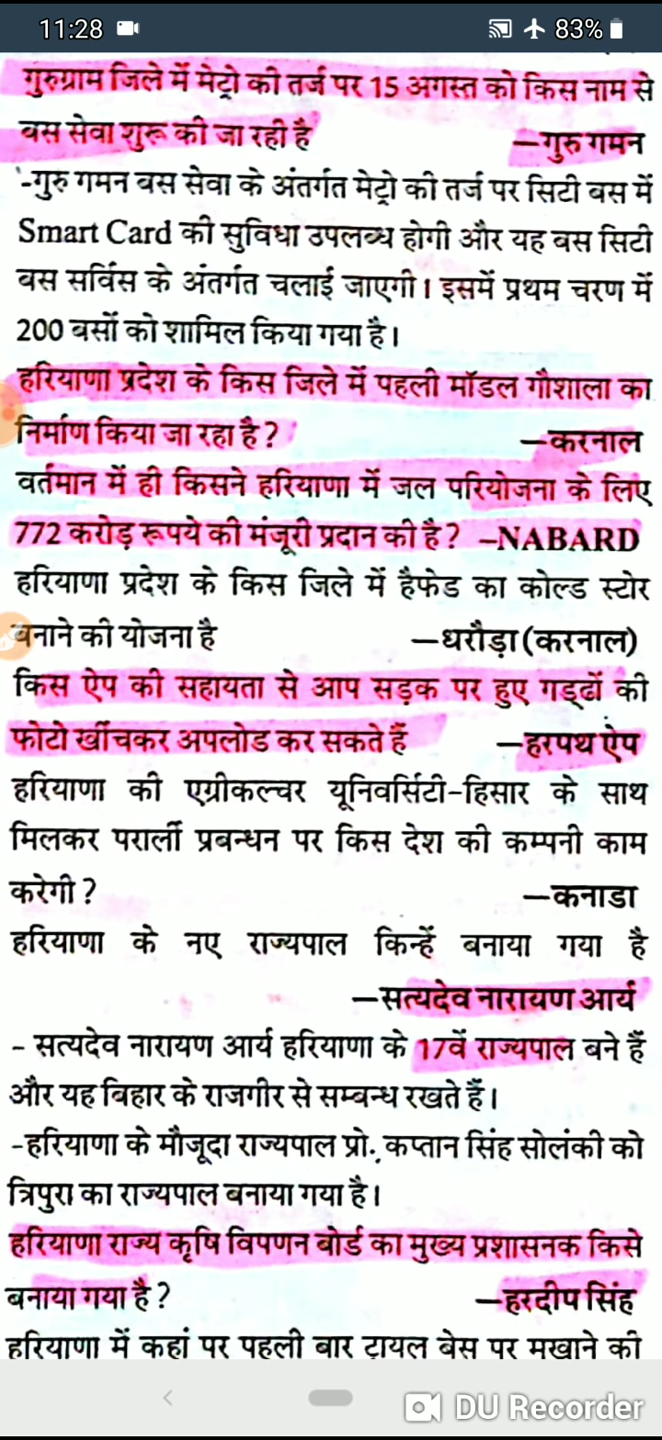 11:28
83%
गुरुग्राम जिले में मेट्रो की तर्ज पर 15 अगस्त को किस नाम से
बस सेवा शुरू की जा रही है —गुरु गमन
-गुरु गमन बस सेवा के अंतर्गत मेट्रो की तर्ज पर सिटी बस में
Smart Card की सुविधा उपलब्ध होगी और यह बस सिटी
बस सर्विस के अंतर्गत चलाई जाएगी। इसमें प्रथम चरण में
200 बसों को शामिल किया गया है।
हरियाणा प्रदेश के किस जिले में पहली मॉडल गौशाला का
निर्माण किया जा रहा है? —करनाल
वर्तमान में ही किसने हरियाणा में जल परियोजना के लिए
772 करोड़ रूपये की मंजूरी प्रदान की है? —NABARD
हरियाणा प्रदेश के किस जिले में हैफेड का कोल्ड स्टोर
बनाने की योजना है —धरौड़ा (करनाल)
किस ऐप की सहायता से आप सड़क पर हुए गड्ढों की
फोटो खींचकर अपलोड कर सकते हैं —हरपथ ऐप
हरियाणा की एग्रीकल्चर यूनिवर्सिटी-हिसार के साथ
मिलकर पराली प्रबन्धन पर किस देश की कम्पनी काम
करेगी? —कनाडा
हरियाणा के नए राज्यपाल किन्हें बनाया गया है
—सत्यदेव नारायण आर्य
- सत्यदेव नारायण आर्य हरियाणा के 17वें राज्यपाल बने हैं
और यह बिहार के राजगीर से सम्बन्ध रखते हैं।
-हरियाणा के मौजूदा राज्यपाल प्रो. कप्तान सिंह सोलंकी को
त्रिपुरा का राज्यपाल बनाया गया है।
हरियाणा राज्य कृषि विपणन बोर्ड का मुख्य प्रशासनक किसे
बनाया गया है? —हरदीप सिंह
हरियाणा में कहां पर पहली बार टायल बेस पर मखाने की
DU Recorder